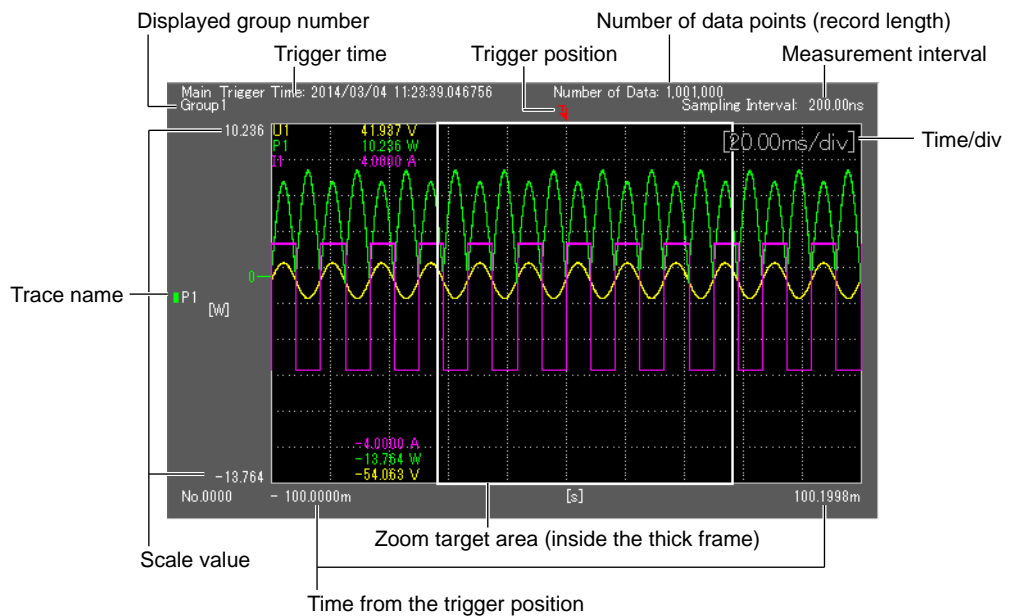 Displayed group number
Number of data points (record length)
Trigger time
Trigger position
Measurement interval
Main Trigger Time: 2014/03/04 11:23:39.046756
Number of Data: 1,001,000
Group1
Sampling Interval: 200.00ns
10.236
U1 41.937 V
[20.00ms/div]
Time/div
P1 10.236 W
I1 4.0000 A
0
Trace name
P1
[W]
-4.0000 A
-13.764 W
-13.764
-54.063 V
No.0000
- 100.0000m
[s]
100.1998m
Zoom target area (inside the thick frame)
Scale value
Time from the trigger position